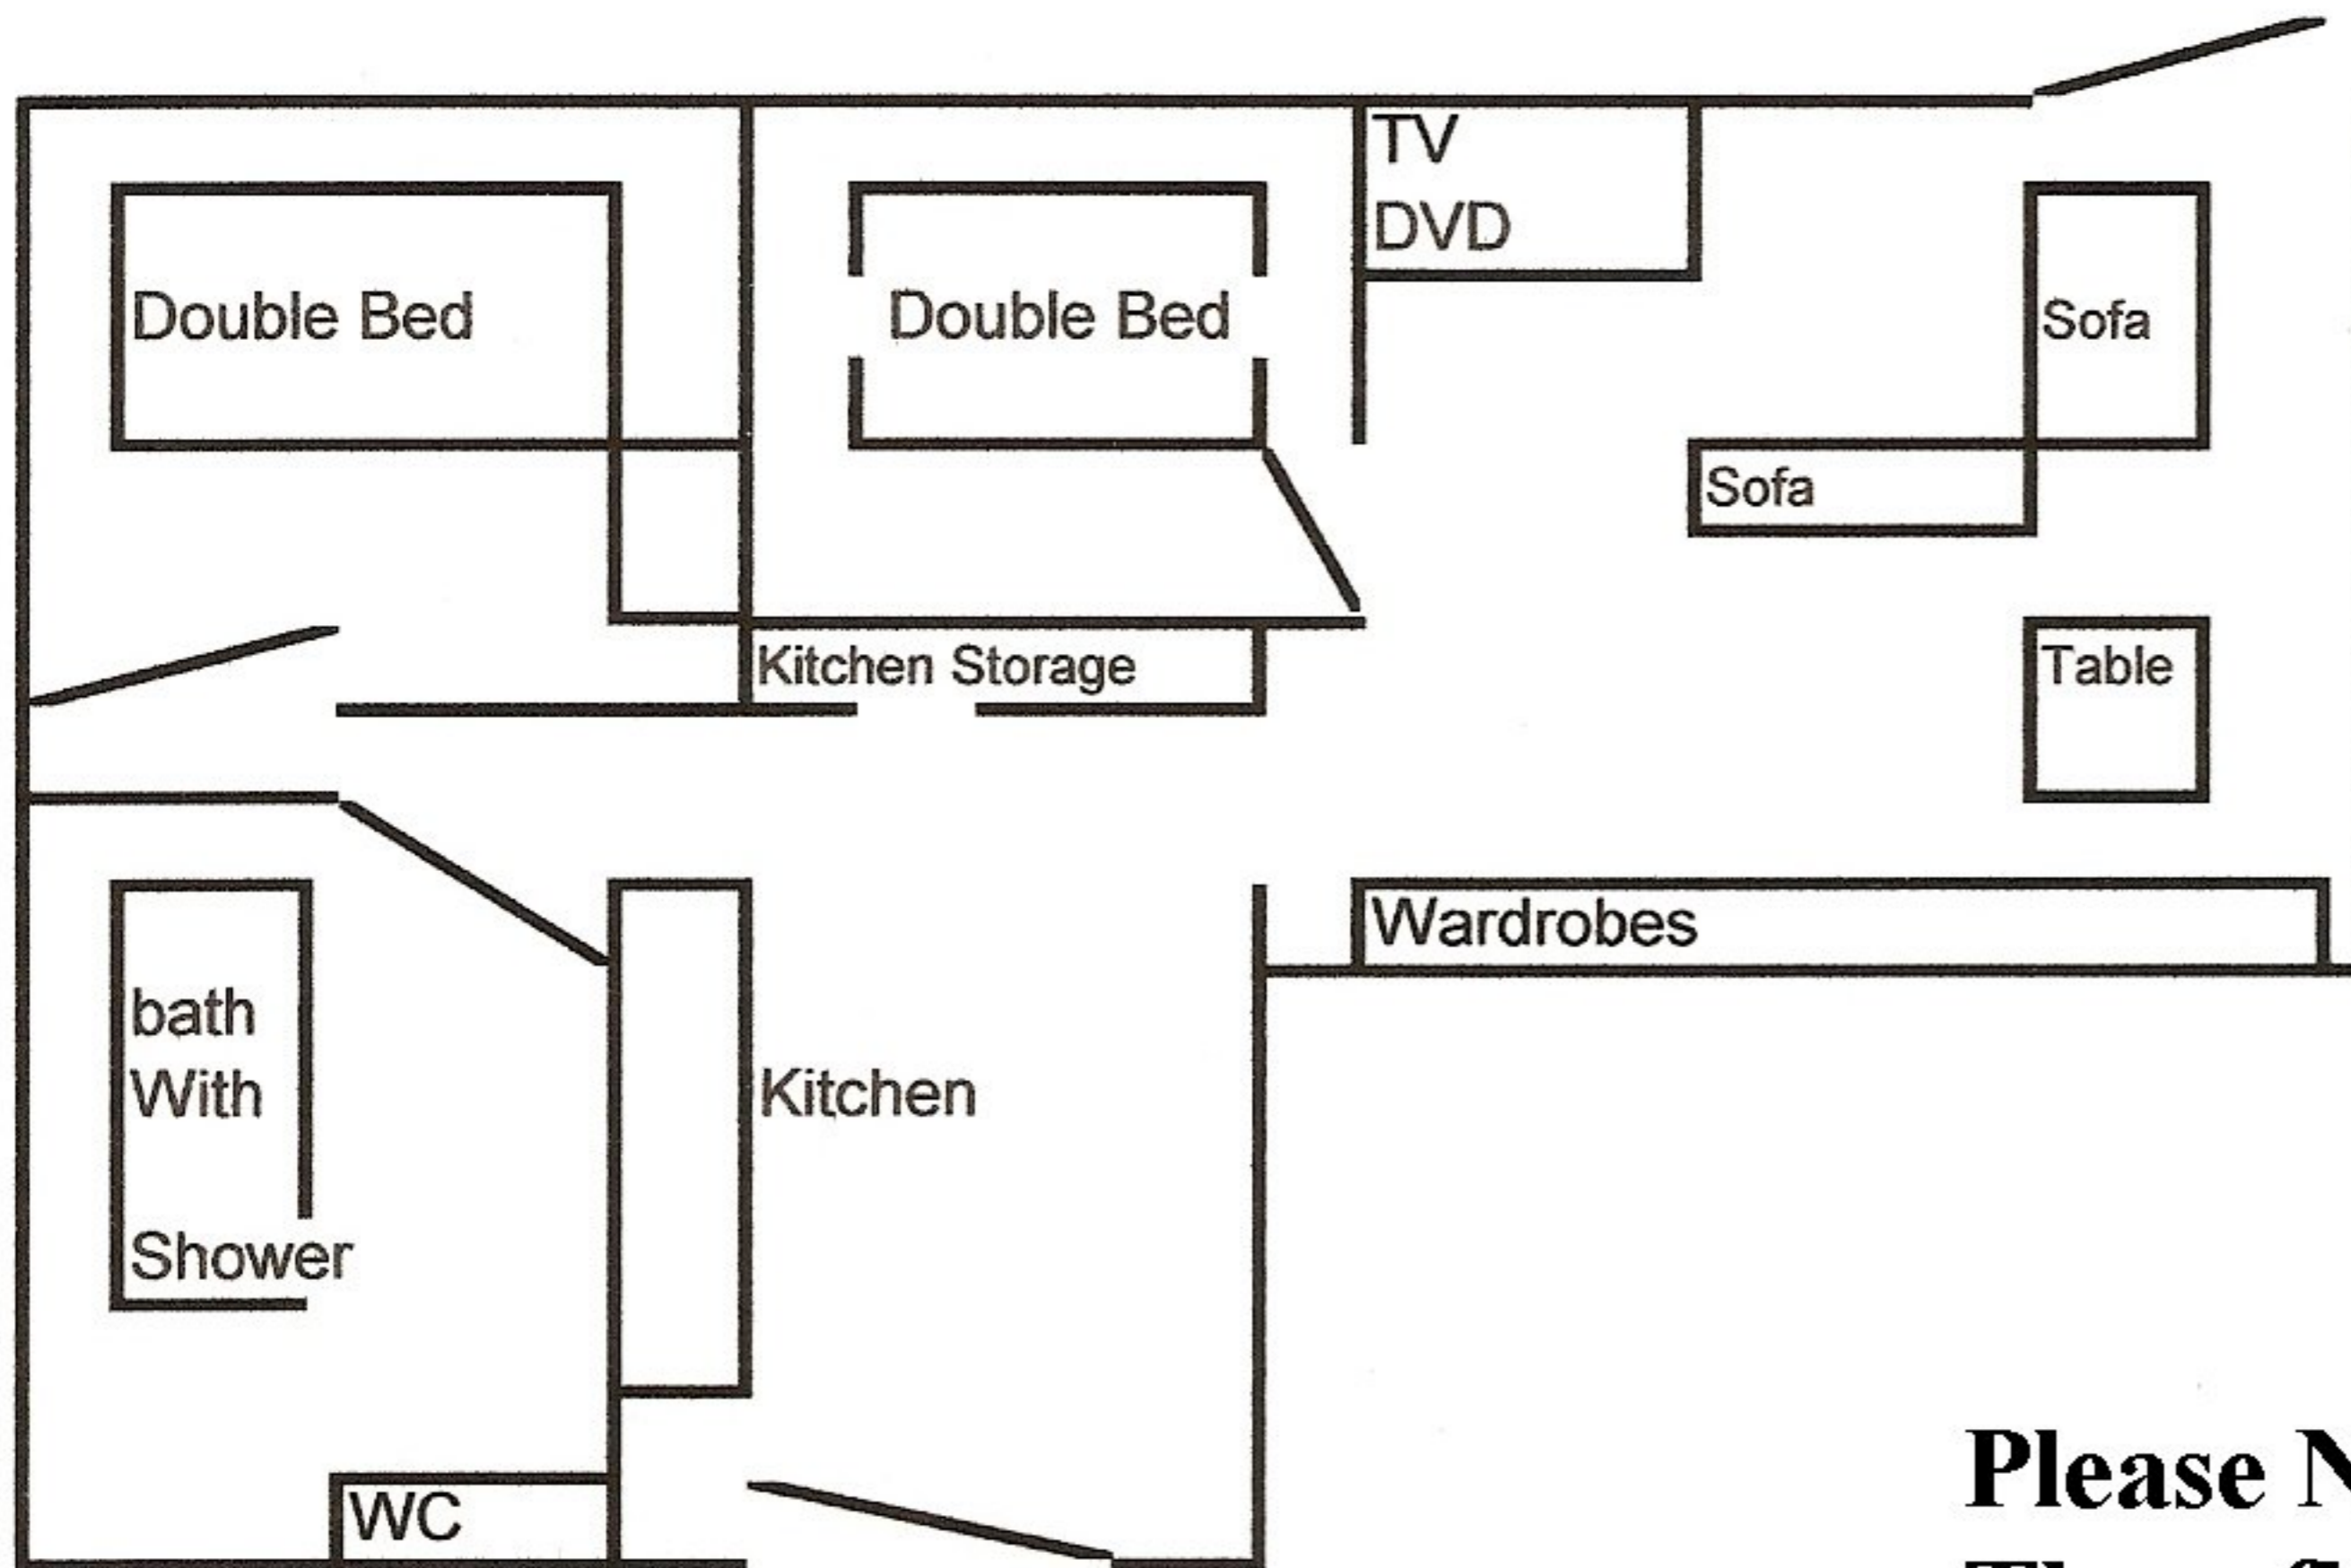 TV
DVD
Double Bed
Double Bed
Sofa
Sofa
Kitchen Storage
Table
Wardrobes
bath
With
Kitchen
Shower
WC
Please